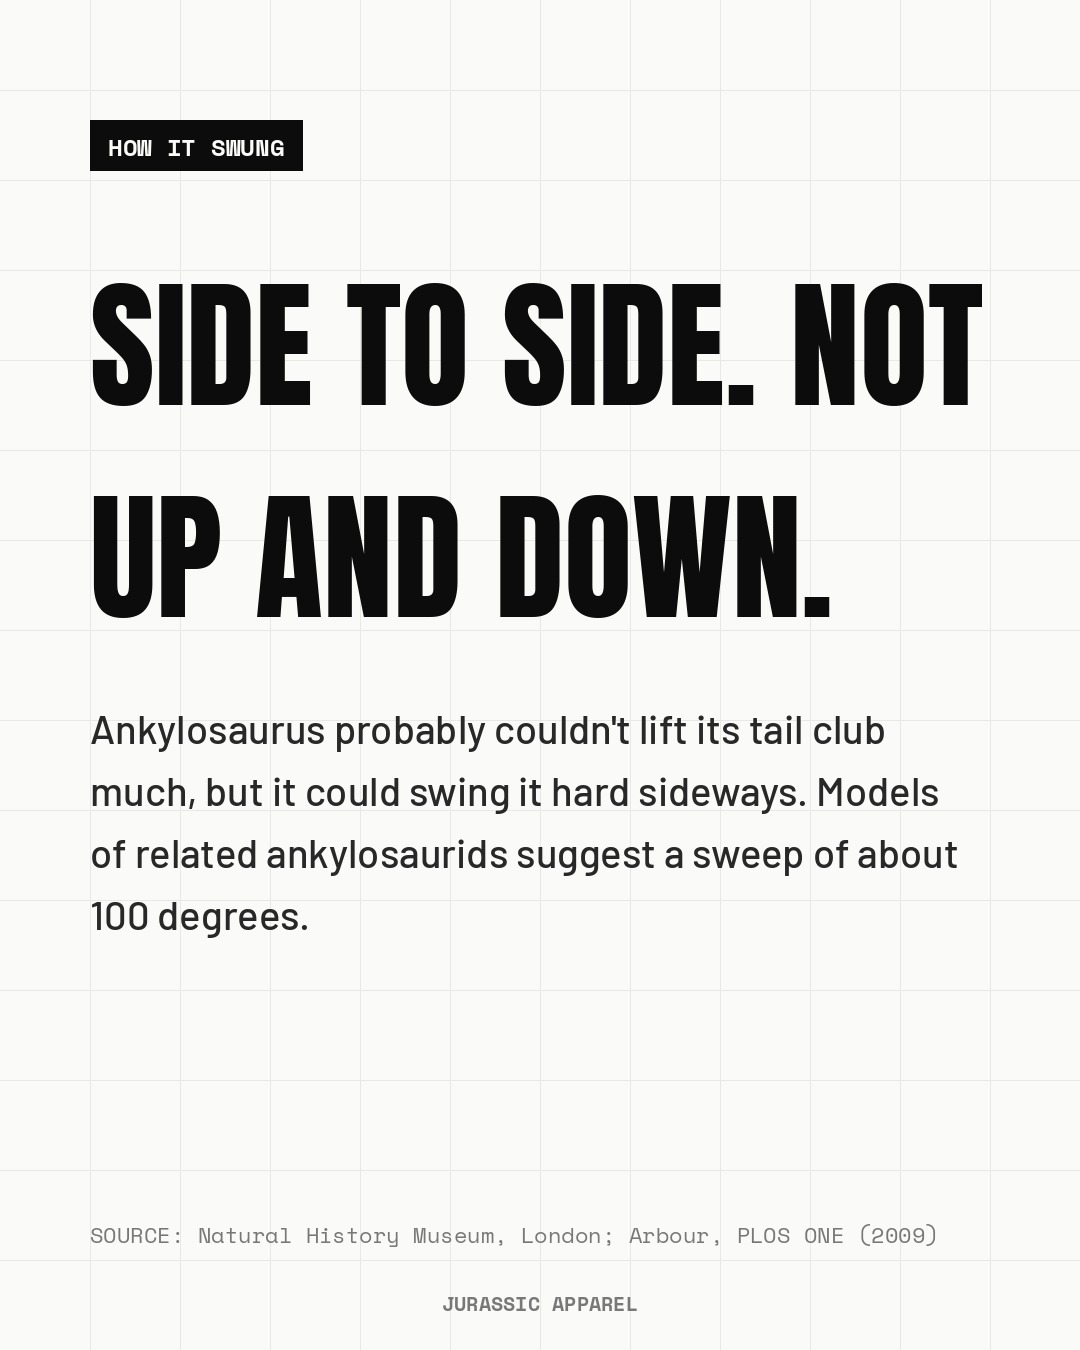 HOW IT SWUNG
SIDE TO SIDE. NOT
UP AND DOWN.
Ankylosaurus probably couldn't lift its tail club
much, but it could swing it hard sideways. Models
of related ankylosaurids suggest a sweep of about
100 degrees.
SOURCE: Natural History Museum, London; Arbour, PLOS ONE (2009)
JURASSIC APPAREL